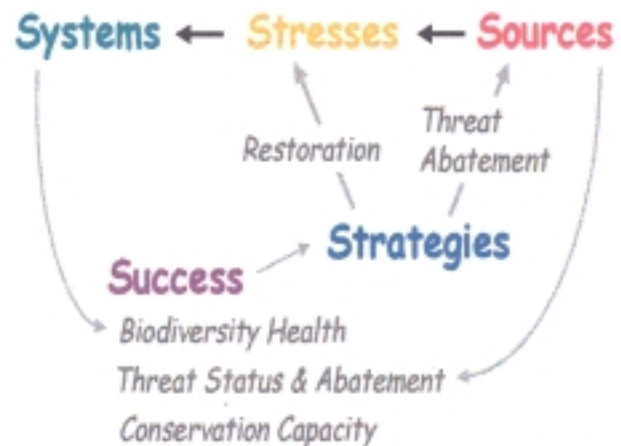 Systems Stresses Sources
Restoration
Threat
Abatement
Strategies
Success
Biodiversity Health
Threat Status & Abatement
Conservation Capacity